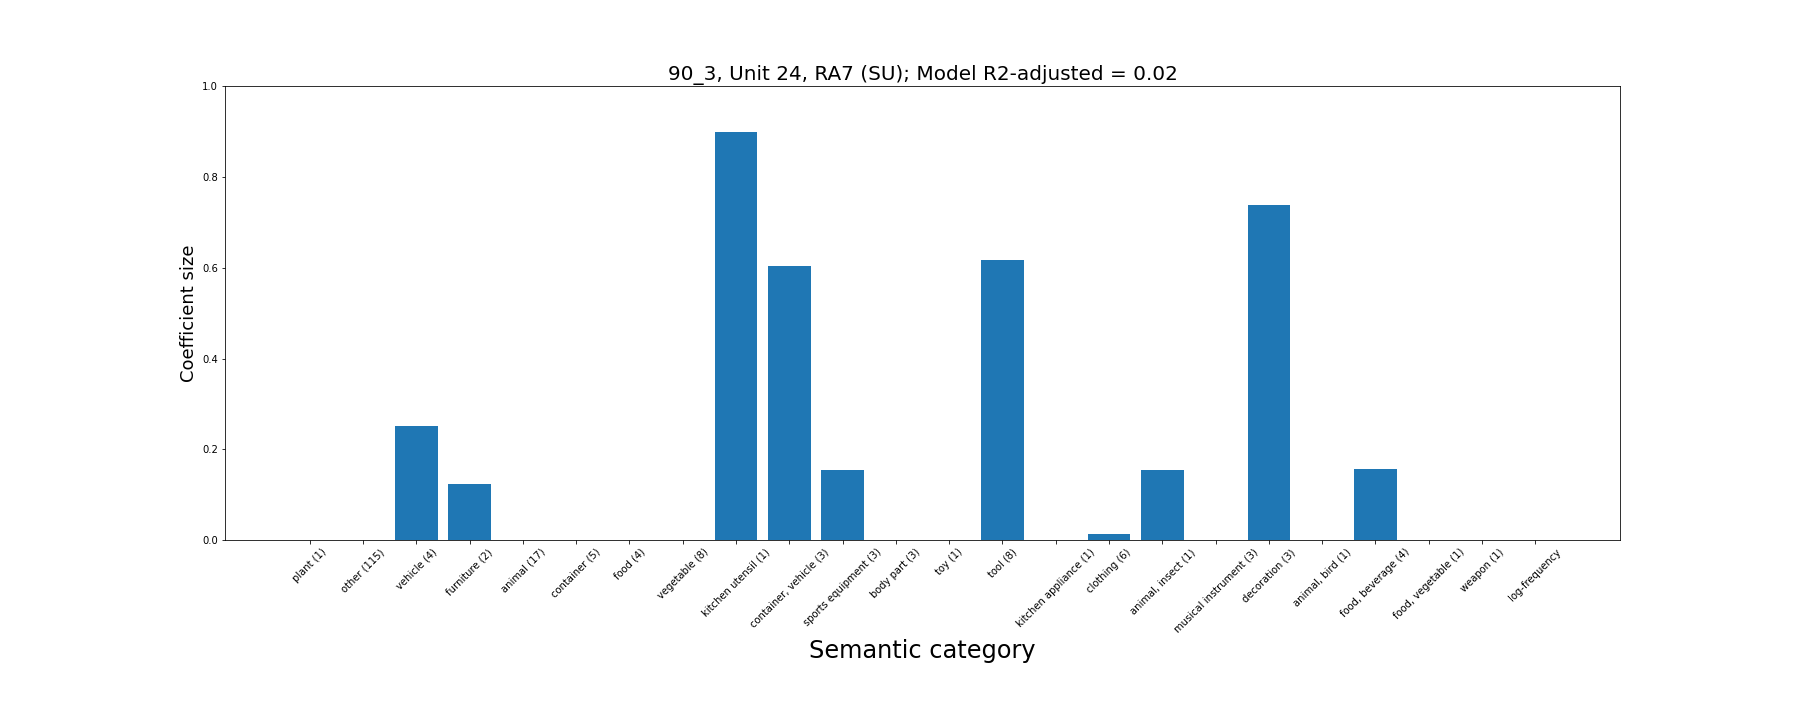 90_3, Unit 24, RA7 (SU); Model R2-adjusted = 0.02
1.0
0.8
0.6
0.4
0.2
0.0
Coefficient size
plant (1)
other (115)
vehicle (4)
furniture (2)
animal (17)
container (5)
food (4)
vegetable (8)
kitchen utensil (1)
container, vehicle (3)
sports equipment (3)
body part (3)
toy (1)
tool (8)
kitchen appliance (1)
clothing (6)
animal, insect (1)
musical instrument (3)
decoration (3)
animal, bird (1)
food, beverage (4)
food, vegetable (1)
weapon (1)
log-frequency
Semantic category